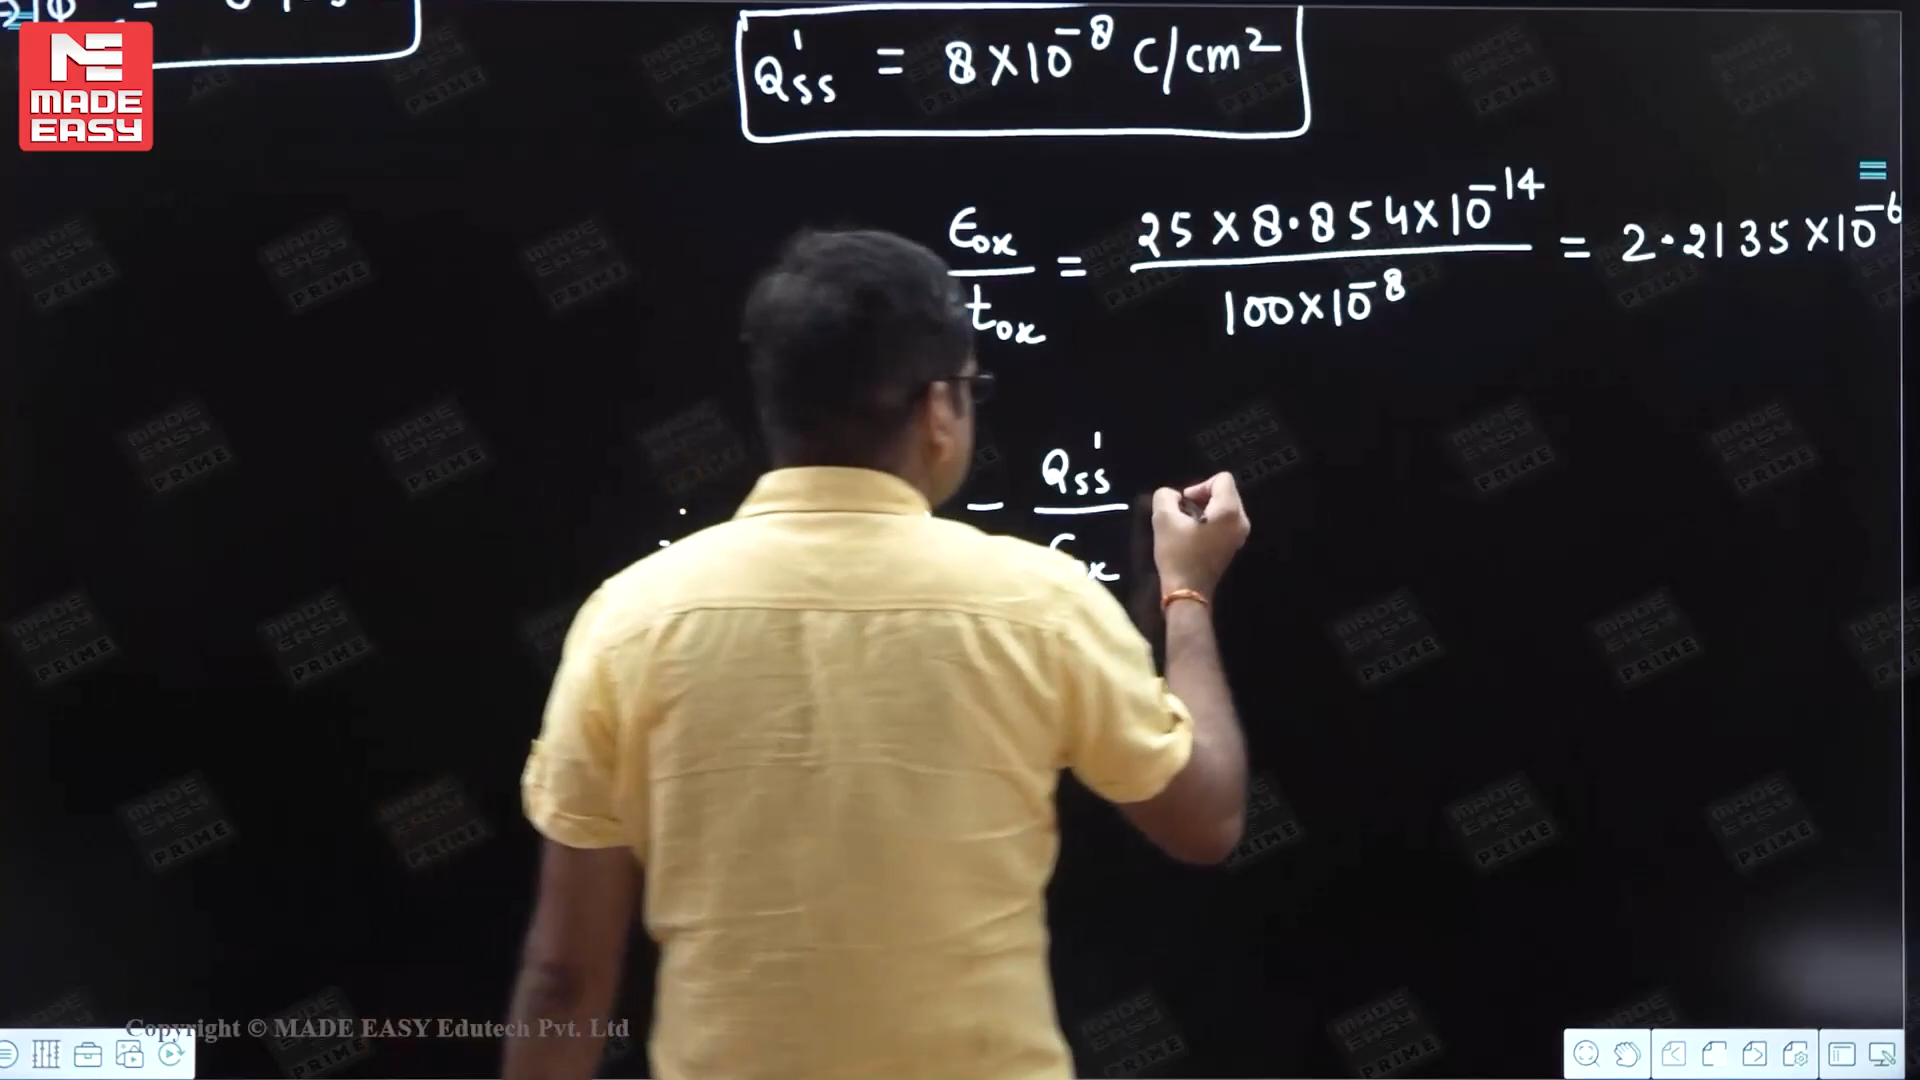 Q'ss = 8×10⁻⁸ C/cm²
MADE
EASY
ϵox/tox = 25×8.854×10⁻¹⁴/100×10⁻⁸ = 2.2135×10⁻⁶
− Q'ss/
Copyright © MADE EASY Edutech Pvt. Ltd